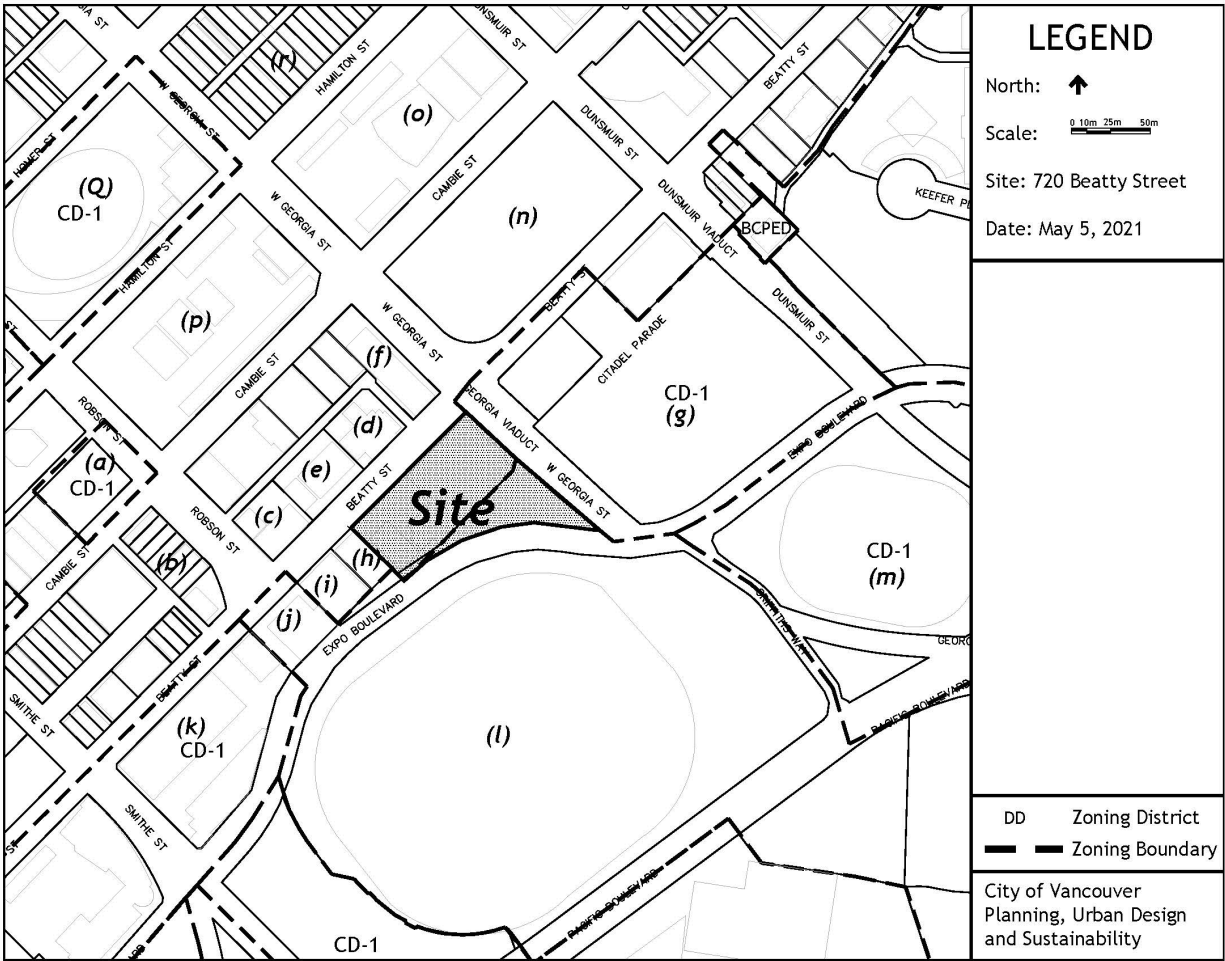 LEGEND
North:
Scale:
0 10m 25m 50m
Site: 720 Beatty Street
Date: May 5, 2021
DD Zoning District
Zoning Boundary
City of Vancouver
Planning, Urban Design
and Sustainability
DUNSMUIR ST
BEATTY ST
(r)
HAMILTON ST
W GEORGIA ST
(o)
DUNSMUIR ST
HOMER ST
(Q)
CD-1
CAMBIE ST
DUNSMUIR VIADUCT
KEEFER PL
BCPED
W GEORGIA ST
(n)
HAMILTON ST
(p)
BEATTY ST
DUNSMUIR ST
W GEORGIA ST
CITADEL PARADE
(f)
CAMBIE ST
CD-1
(g)
ROBSON ST
GEORGIA VIADUCT
EXPO BOULEVARD
(d)
(a)
CD-1
(e)
BEATTY ST
W GEORGIA ST
Site
(c)
ROBSON ST
CD-1
(m)
(b)
CAMBIE ST
(h)
(i)
(j)
EXPO BOULEVARD
GRIFFITHS WAY
BEATTY ST
SMITHE ST
PACIFIC BOULEVARD
(k)
CD-1
(l)
SMITHE ST
PACIFIC BOULEVARD
CD-1